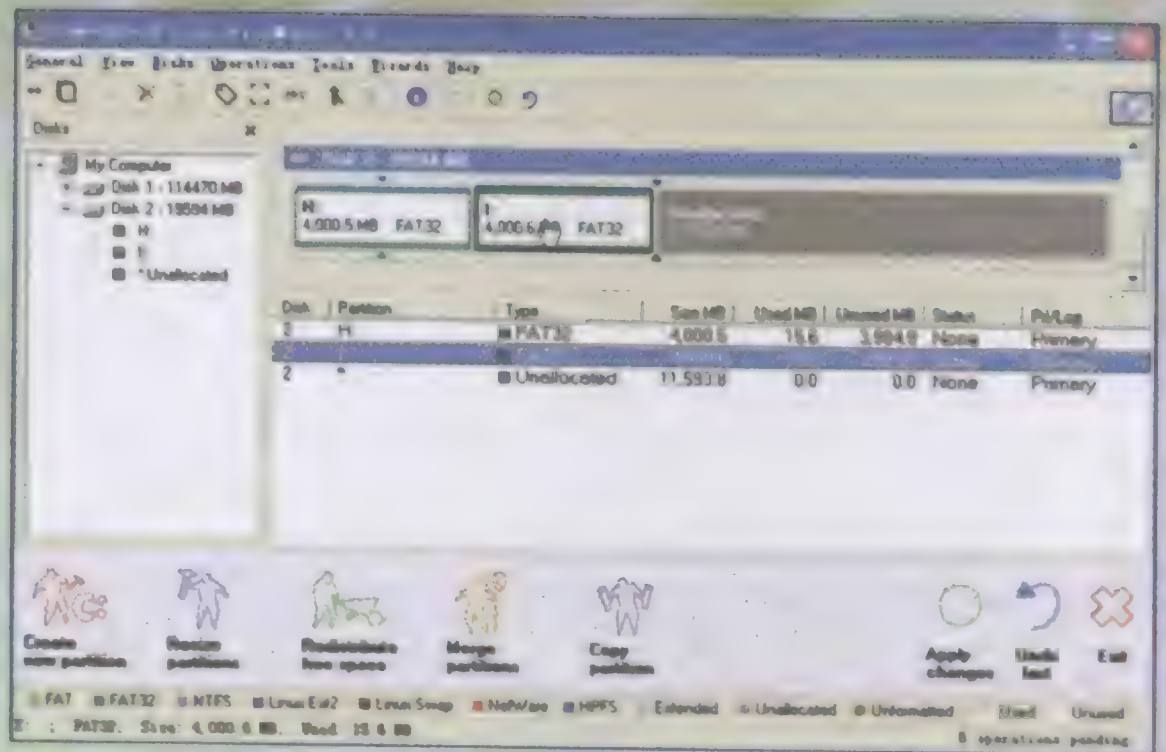 General View Disks Operations Tools Wizards Help
Disks
My Computer
Disk 1 : 114470 MB
Disk 2 : 19594 MB
H:
I:
* Unallocated
H:
4,000.5 MB FAT32
I:
4,000.6 MB FAT32
Disk Partition Type Size MB Used MB Unused MB Status Pri/Log
2 H: FAT32 4,000.5 15.6 3,984.9 None Primary
2 * Unallocated 11,593.8 0.0 0.0 None Primary
Create new partition
Resize partitions
Redistribute free space
Merge partitions
Copy partition
Apply changes
Undo last
Exit
FAT FAT32 NTFS Linux Ext2 Linux Swap NetWare HPFS Extended Unallocated Unformatted Used Unused
FAT32. Size: 4,000.6 MB. Used 15.6 MB
operations pending